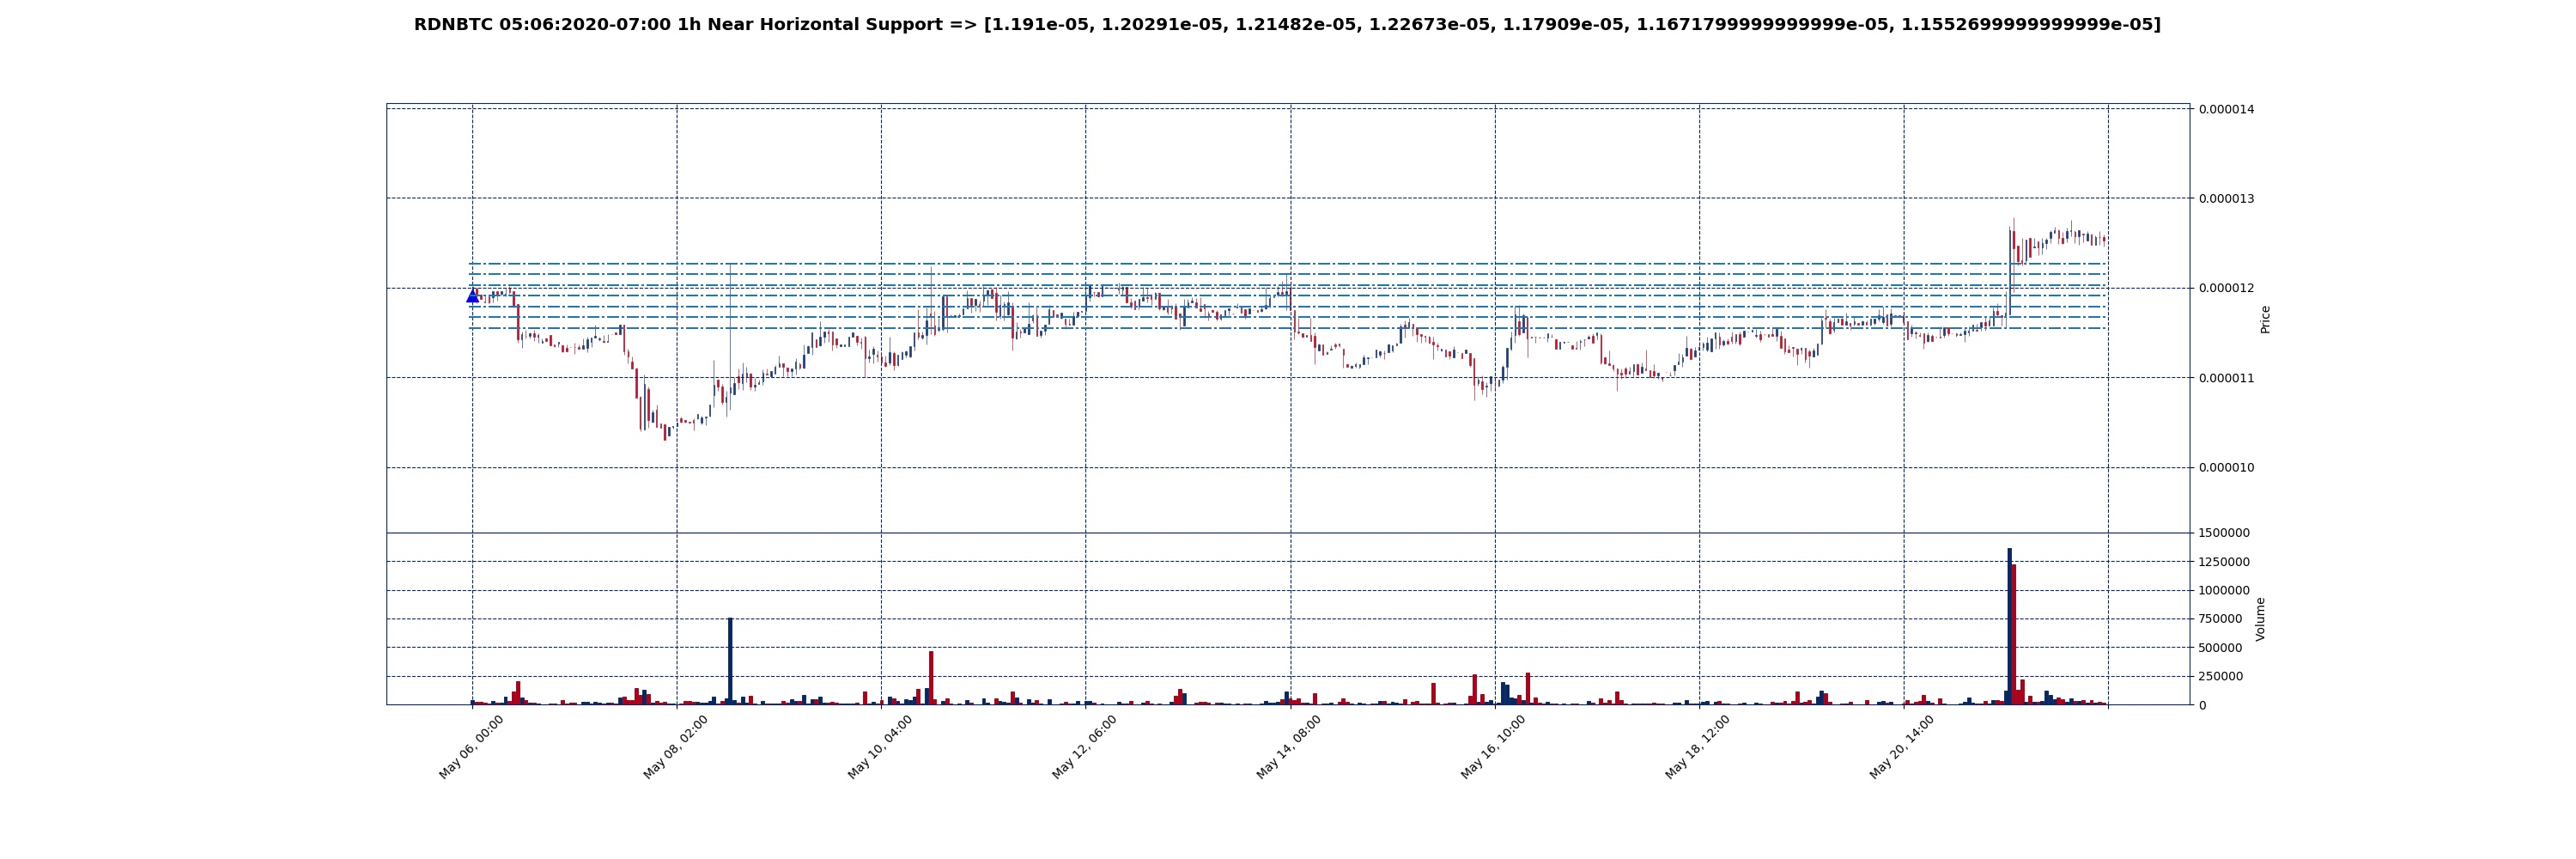 RDNBTC 05:06:2020-07:00 1h Near Horizontal Support => [1.191e-05, 1.20291e-05, 1.21482e-05, 1.22673e-05, 1.17909e-05, 1.1671799999999999e-05, 1.1552699999999999e-05]
0.000014
0.000013
0.000012
0.000011
0.000010
Price
1500000
1250000
1000000
750000
500000
250000
0
Volume
May 06, 00:00
May 08, 02:00
May 10, 04:00
May 12, 06:00
May 14, 08:00
May 16, 10:00
May 18, 12:00
May 20, 14:00